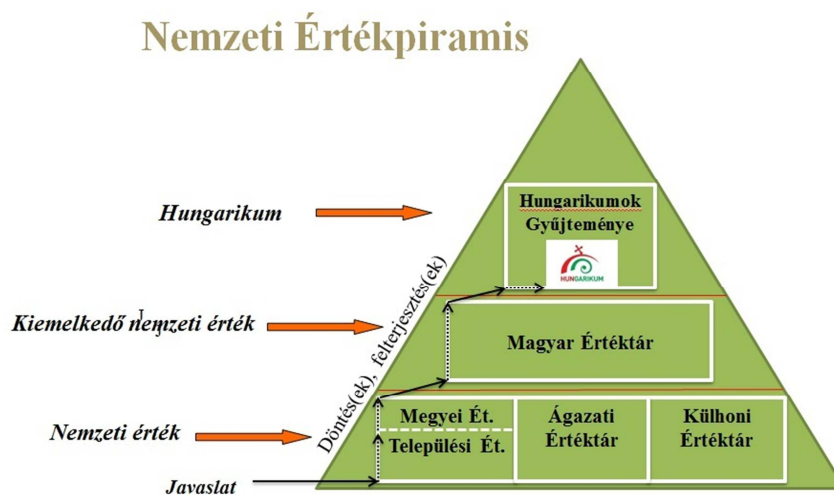 Nemzeti Értékpiramis
Hungarikum
Hungarikumok
Gyűjteménye
HUNGARIKUM
Döntés(ek), felterjesztés(ek)
Kiemelkedő nemzeti érték
Magyar Értéktár
Nemzeti érték
Megyei Ét.
Települési Ét.
Ágazati
Értéktár
Külhoni
Értéktár
Javaslat